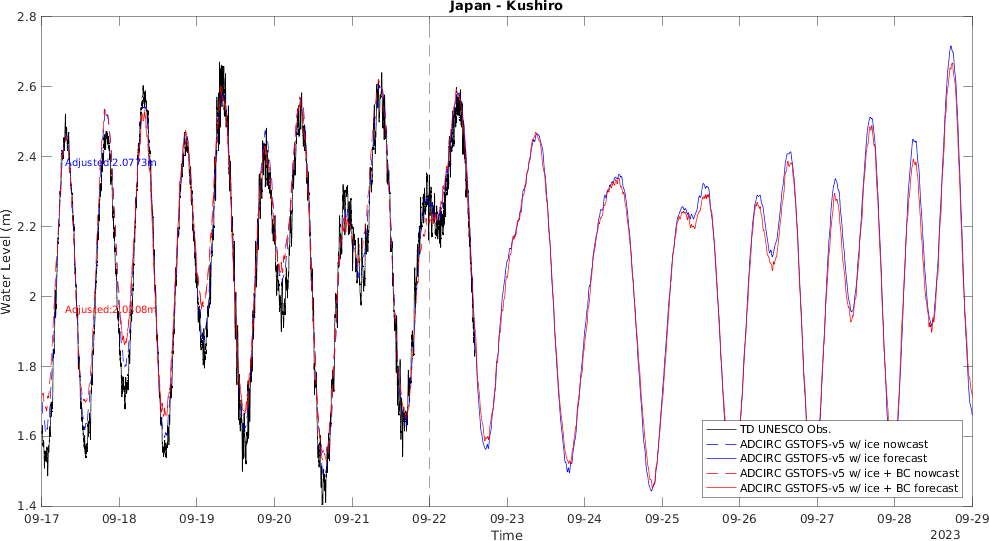 Japan - Kushiro
Water Level (m)
2.8
2.6
2.4
2.2
2
1.8
1.6
1.4
Adjusted:2.0773m
Adjusted:2.0308m
TD UNESCO Obs.
ADCIRC GSTOFS-v5 w/ ice nowcast
ADCIRC GSTOFS-v5 w/ ice forecast
ADCIRC GSTOFS-v5 w/ ice + BC nowcast
ADCIRC GSTOFS-v5 w/ ice + BC forecast
09-17 09-18 09-19 09-20 09-21 09-22 09-23 09-24 09-25 09-26 09-27 09-28 09-29
Time
2023